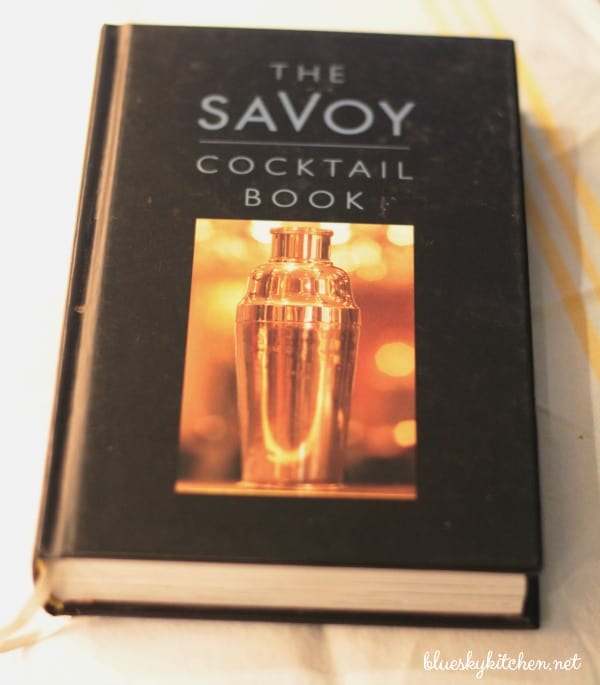 THE
SAVOY
COCKTAIL
BOOK
blueskykitchen.net